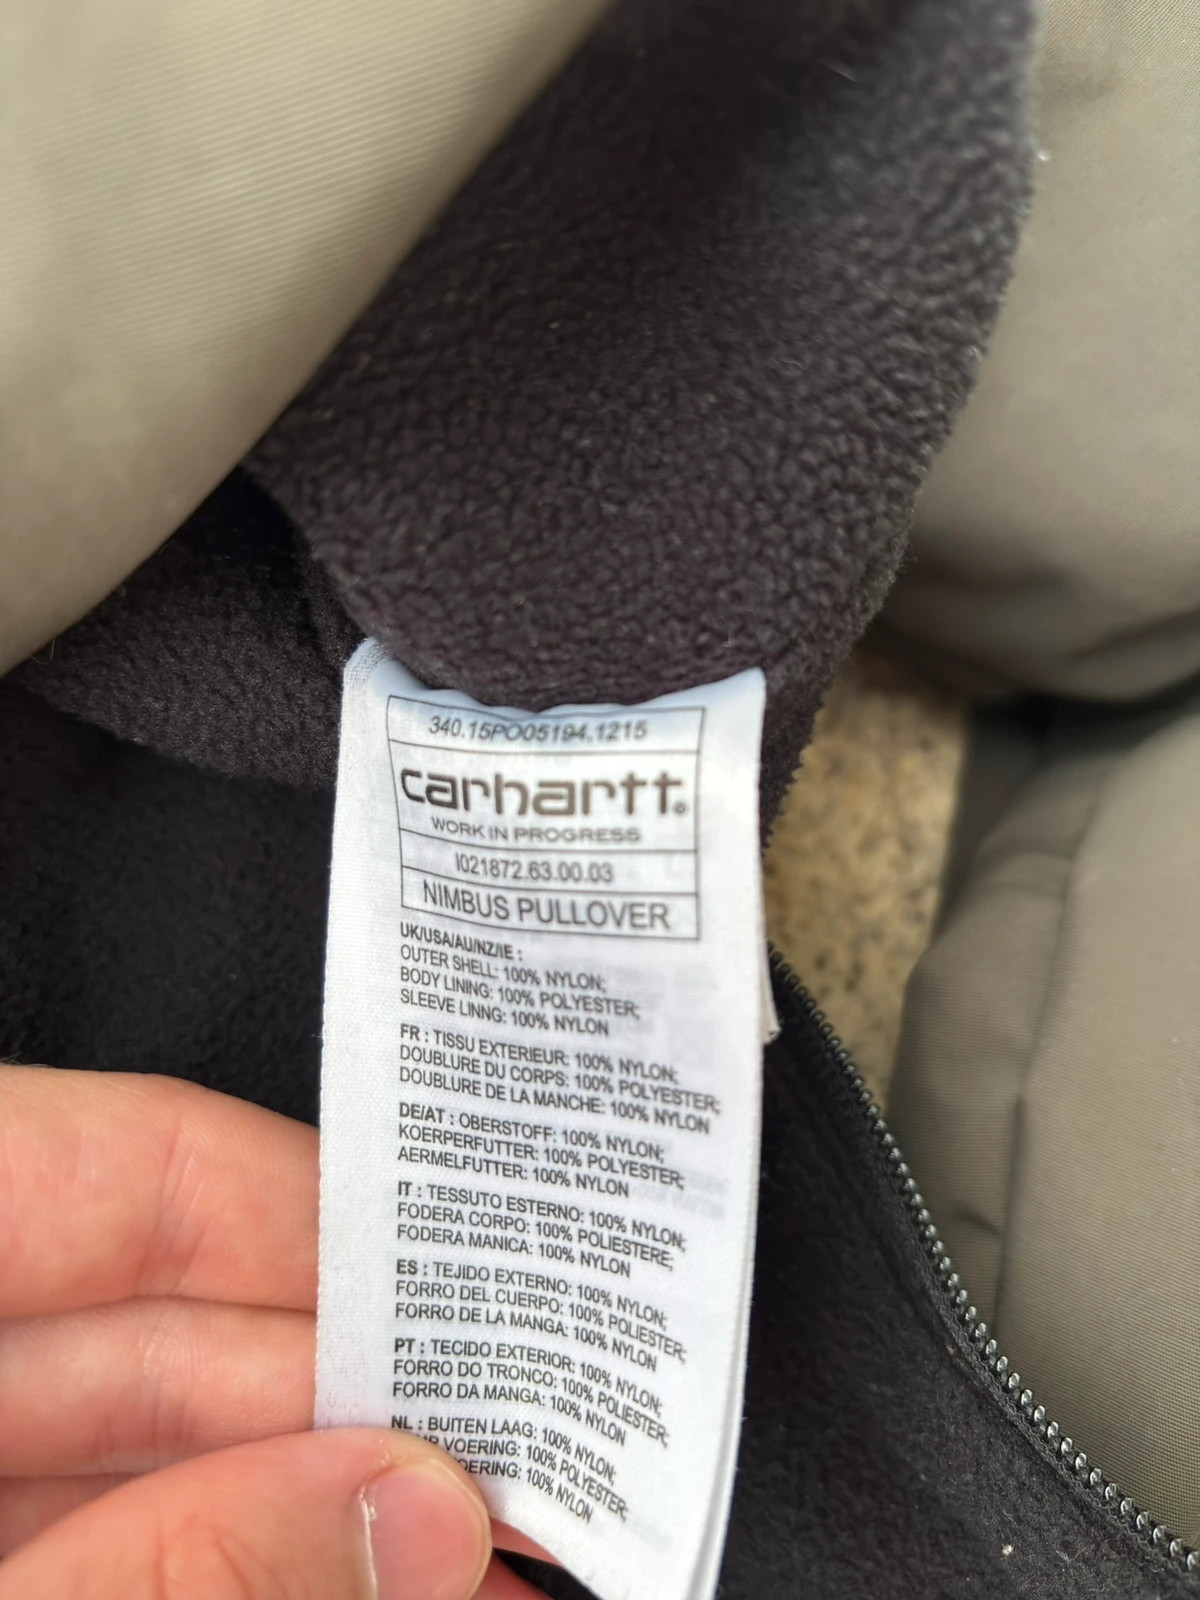 340.15PO05194.1215
carhartt®
WORK IN PROGRESS
I021872.63.00.03
NIMBUS PULLOVER
UK/USA/AU/NZ/IE :
OUTER SHELL: 100% NYLON;
BODY LINING: 100% POLYESTER;
SLEEVE LINNG: 100% NYLON
FR : TISSU EXTERIEUR: 100% NYLON;
DOUBLURE DU CORPS: 100% POLYESTER;
DOUBLURE DE LA MANCHE: 100% NYLON
DE/AT : OBERSTOFF: 100% NYLON;
KOERPERFUTTER: 100% POLYESTER;
AERMELFUTTER: 100% NYLON
IT : TESSUTO ESTERNO: 100% NYLON;
FODERA CORPO: 100% POLIESTERE;
FODERA MANICA: 100% NYLON
ES : TEJIDO EXTERNO: 100% NYLON;
FORRO DEL CUERPO: 100% POLIESTER;
FORRO DE LA MANGA: 100% NYLON
PT : TECIDO EXTERIOR: 100% NYLON;
FORRO DO TRONCO: 100% POLIESTER;
FORRO DA MANGA: 100% NYLON
NL : BUITEN LAAG: 100% NYLON;
VOERING: 100% POLYESTER;
100% NYLON